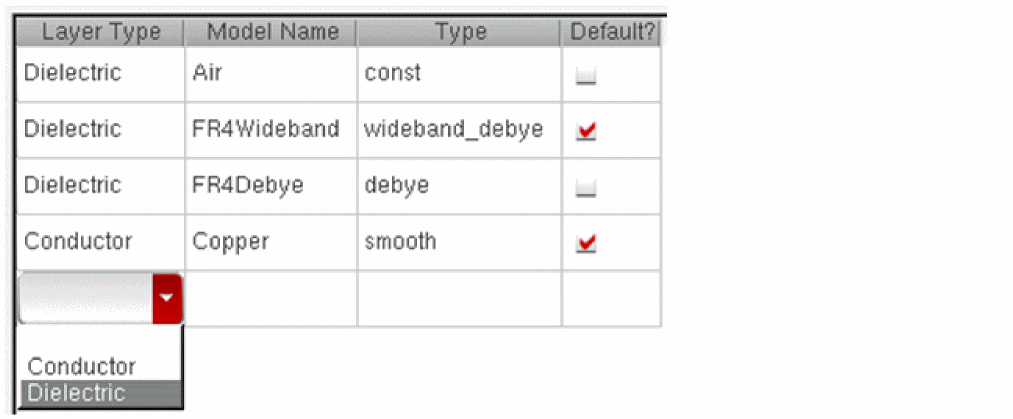 Layer Type Model Name Type Default?
Dielectric Air const
Dielectric FR4Wideband wideband_debye
Dielectric FR4Debye debye
Conductor Copper smooth
Conductor
Dielectric